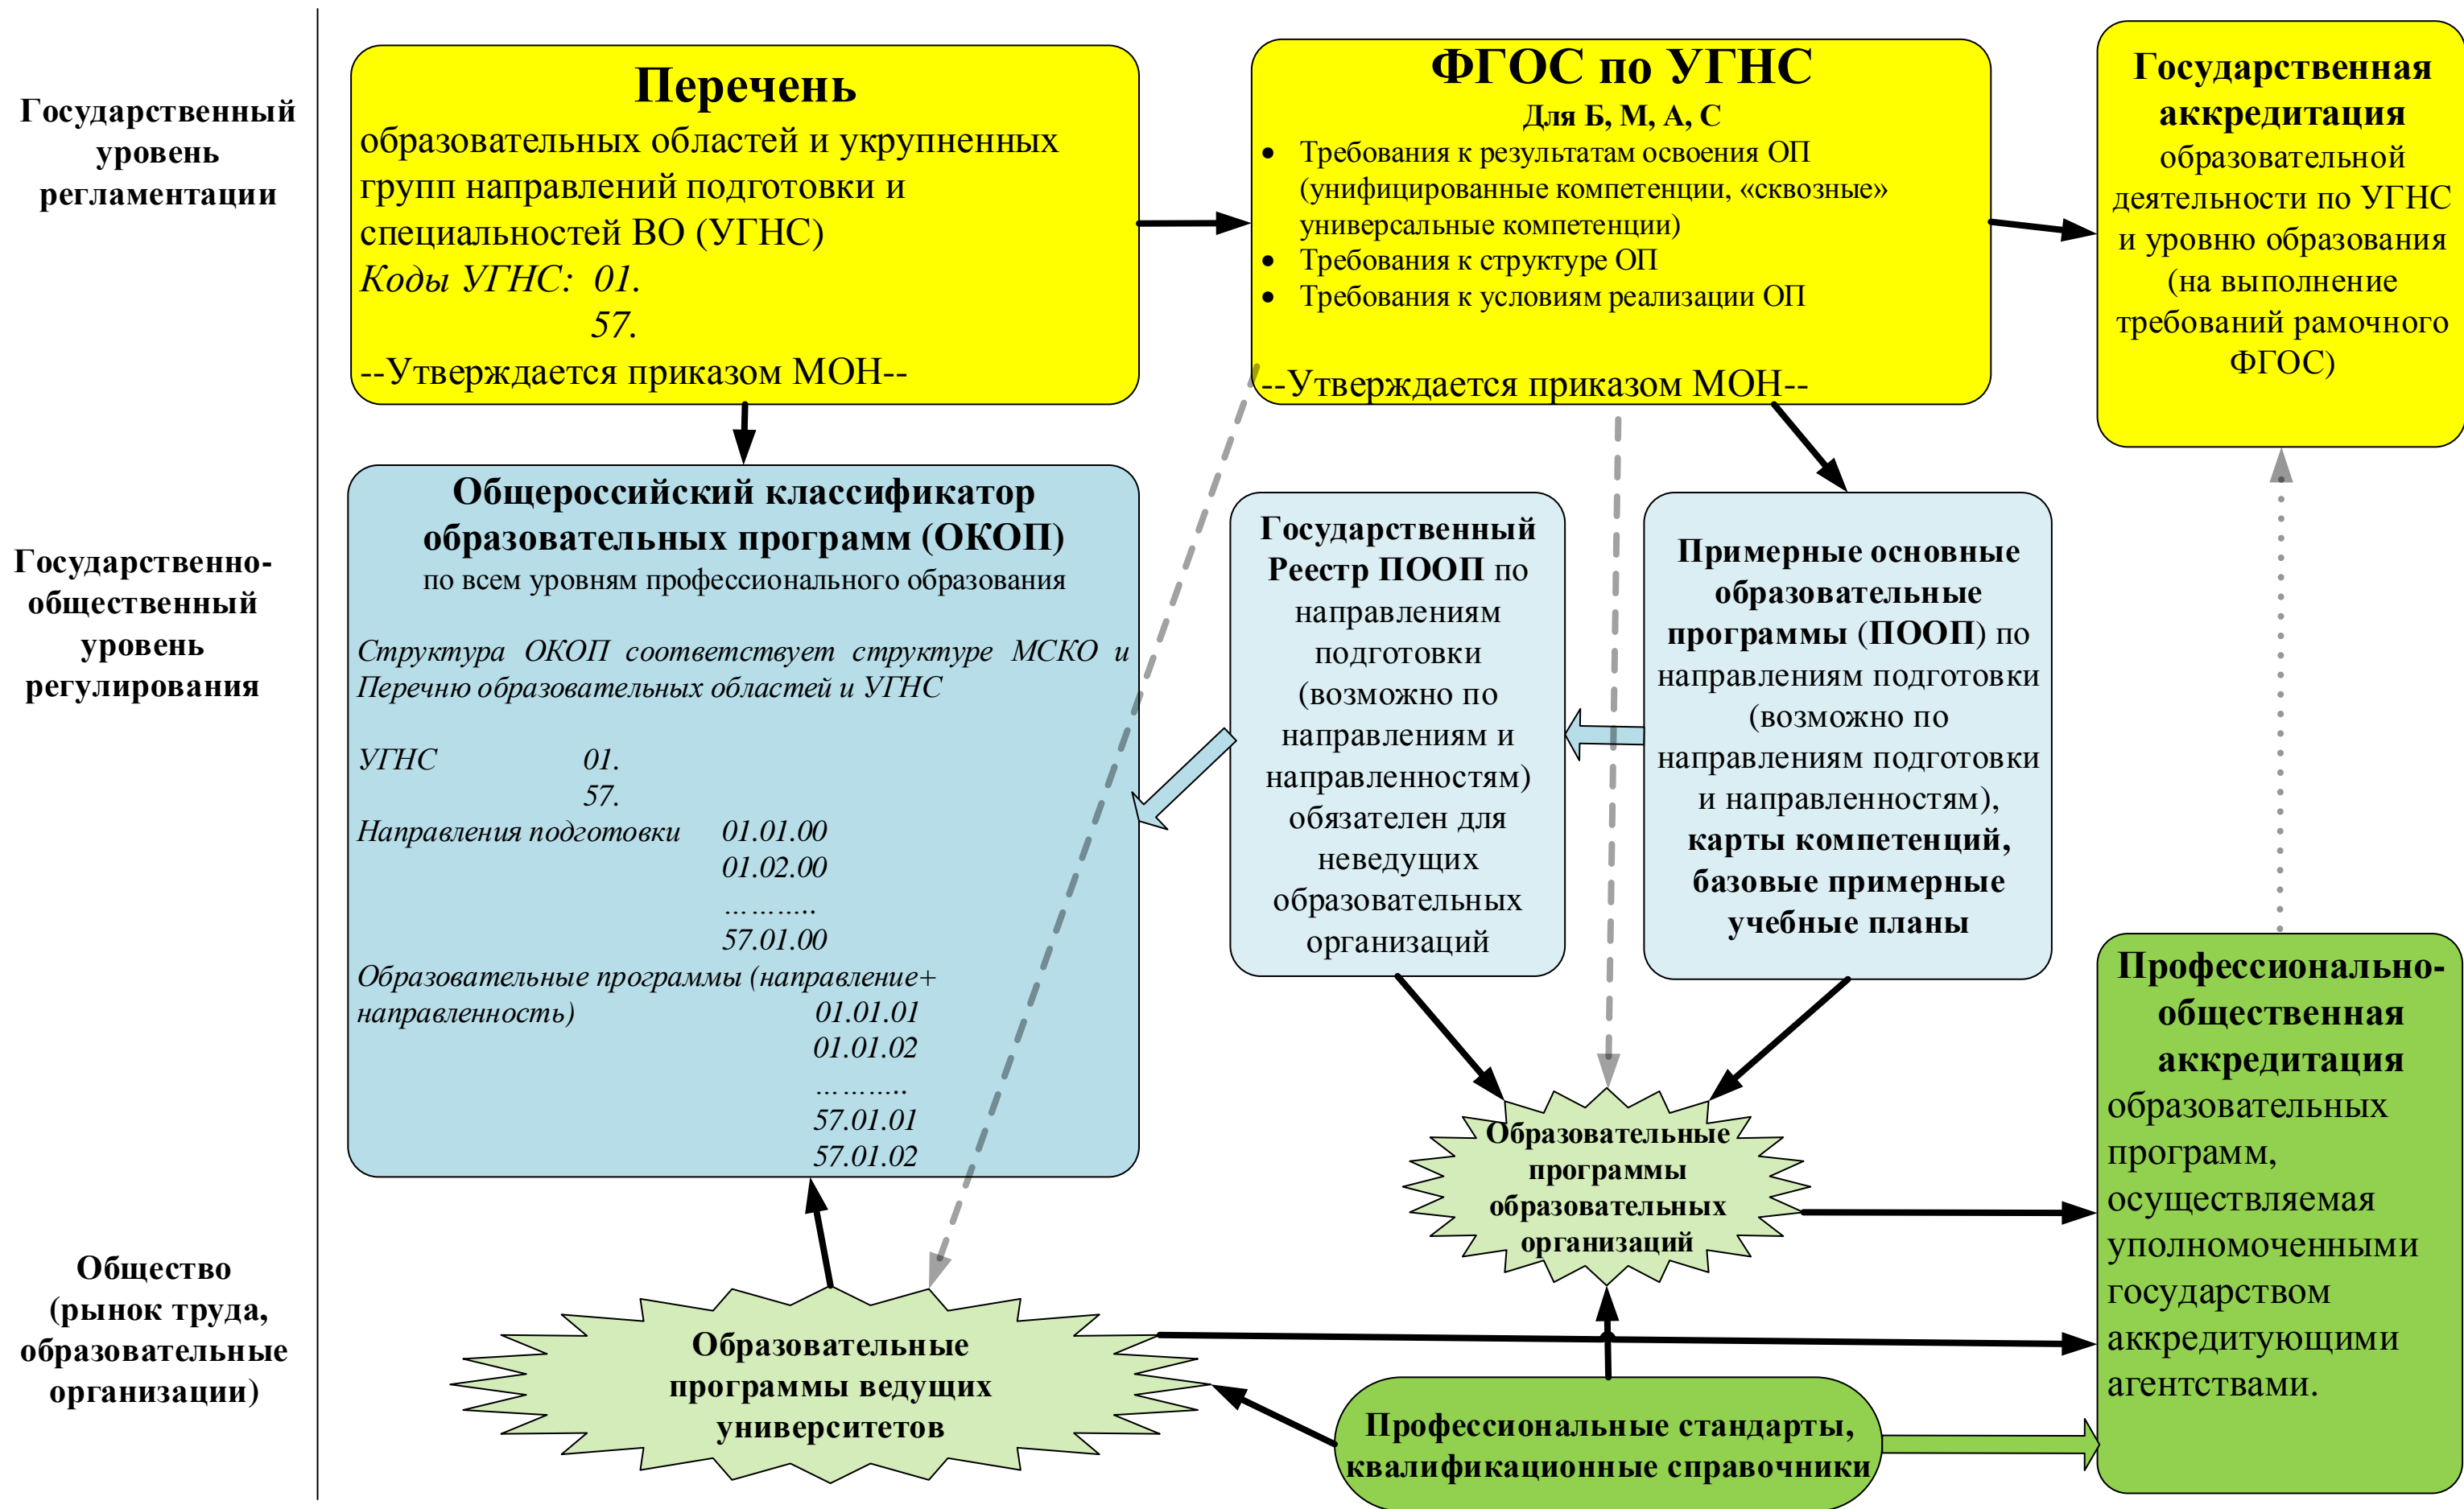 Государственный
уровень
регламентации
Перечень
образовательных областей и укрупненных
групп направлений подготовки и
специальностей ВО (УГНС)
Коды УГНС: 01.
57.
--Утверждается приказом МОН--
ФГОС по УГНС
Для Б, М, А, С
• Требования к результатам освоения ОП
(унифицированные компетенции, «сквозные»
универсальные компетенции)
• Требования к структуре ОП
• Требования к условиям реализации ОП
--Утверждается приказом МОН--
Государственная
аккредитация
образовательной
деятельности по УГНС
и уровню образования
(на выполнение
требований рамочного
ФГОС)
Государственно-
общественный
уровень
регулирования
Общероссийский классификатор
образовательных программ (ОКОП)
по всем уровням профессионального образования
Структура ОКОП соответствует структуре МСКО и
Перечню образовательных областей и УГНС
УГНС 01.
57.
Направления подготовки 01.01.00
01.02.00
………..
57.01.00
Образовательные программы (направление+
направленность) 01.01.01
01.01.02
………..
57.01.01
57.01.02
Государственный
Реестр ПООП по
направлениям
подготовки
(возможно по
направлениям и
направленностям)
обязателен для
неведущих
образовательных
организаций
Примерные основные
образовательные
программы (ПООП) по
направлениям подготовки
(возможно по
направлениям подготовки
и направленностям),
карты компетенций,
базовые примерные
учебные планы
Профессионально-
общественная
аккредитация
образовательных
программ,
осуществляемая
уполномоченными
государством
аккредитующими
агентствами.
Образовательные
программы
образовательных
организаций
Общество
(рынок труда,
образовательные
организации)
Образовательные
программы ведущих
университетов
Профессиональные стандарты,
квалификационные справочники